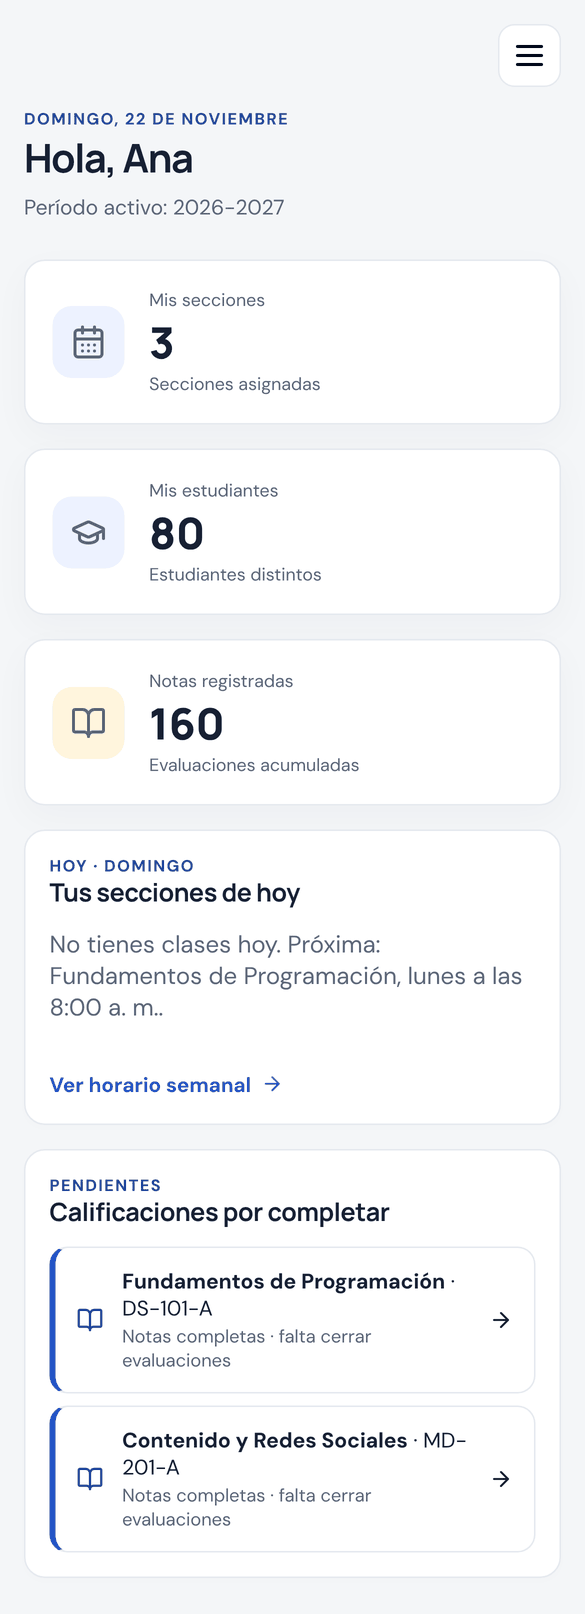 DOMINGO, 22 DE NOVIEMBRE
Hola, Ana
Período activo: 2026-2027
Mis secciones
3
Secciones asignadas
Mis estudiantes
80
Estudiantes distintos
Notas registradas
160
Evaluaciones acumuladas
HOY · DOMINGO
Tus secciones de hoy
No tienes clases hoy. Próxima:
Fundamentos de Programación, lunes a las
8:00 a. m..
Ver horario semanal →
PENDIENTES
Calificaciones por completar
Fundamentos de Programación ·
DS-101-A
Notas completas · falta cerrar
evaluaciones
Contenido y Redes Sociales · MD-
201-A
Notas completas · falta cerrar
evaluaciones